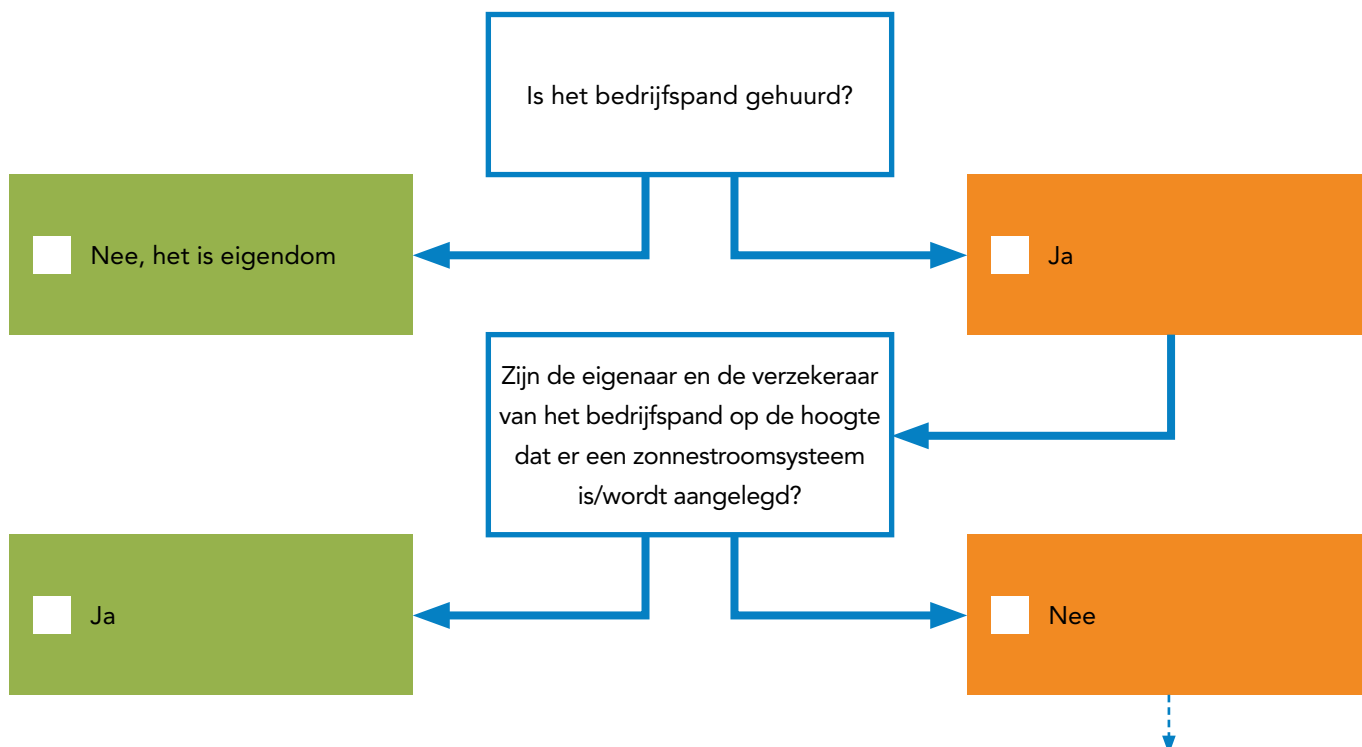 Is het bedrijfspand gehuurd?
Nee, het is eigendom
Ja
Zijn de eigenaar en de verzekeraar
van het bedrijfspand op de hoogte
dat er een zonnestroomsysteem
is/wordt aangelegd?
Ja
Nee